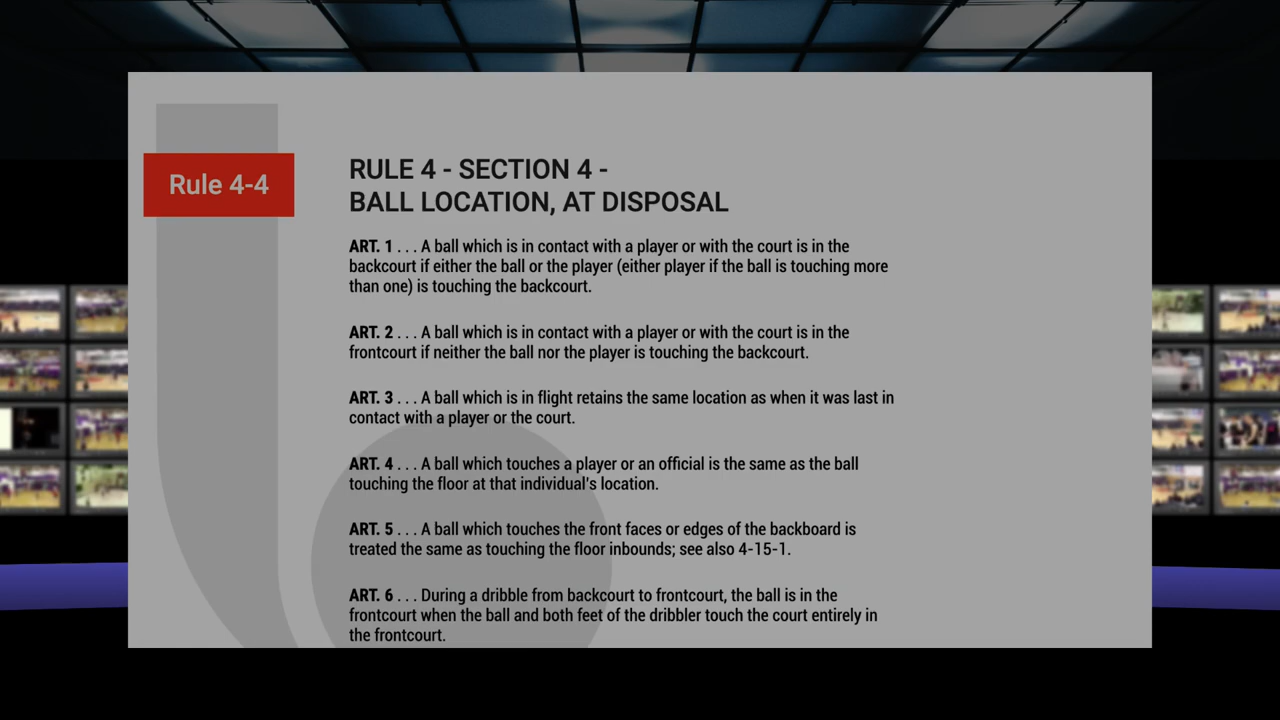 Rule 4-4
RULE 4 - SECTION 4 -
BALL LOCATION, AT DISPOSAL
ART. 1 . . . A ball which is in contact with a player or with the court is in the
backcourt if either the ball or the player (either player if the ball is touching more
than one) is touching the backcourt.
ART. 2 . . . A ball which is in contact with a player or with the court is in the
frontcourt if neither the ball nor the player is touching the backcourt.
ART. 3 . . . A ball which is in flight retains the same location as when it was last in
contact with a player or the court.
ART. 4 . . . A ball which touches a player or an official is the same as the ball
touching the floor at that individual's location.
ART. 5 . . . A ball which touches the front faces or edges of the backboard is
treated the same as touching the floor inbounds; see also 4-15-1.
ART. 6 . . . During a dribble from backcourt to frontcourt, the ball is in the
frontcourt when the ball and both feet of the dribbler touch the court entirely in
the frontcourt.